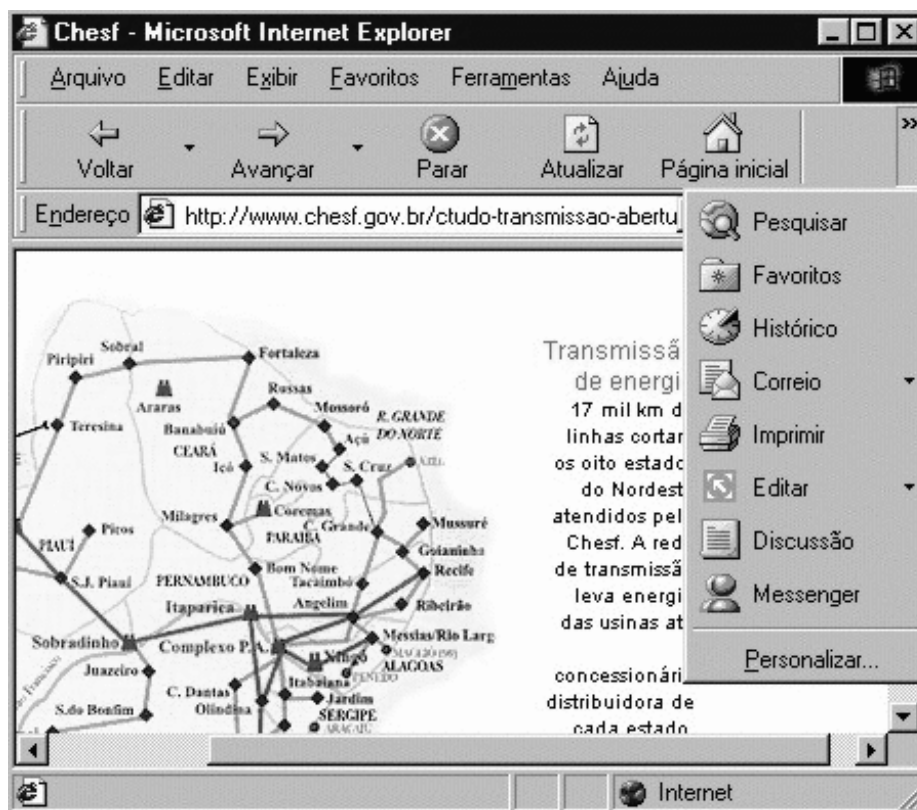 Chesf - Microsoft Internet Explorer
Arquivo Editar Exibir Favoritos Ferramentas Ajuda
Voltar Avançar Parar Atualizar Página inicial
Endereço http://www.chesf.gov.br/ctudo-transmissao-abertu
Pesquisar
Favoritos
Histórico
Correio
Imprimir
Editar
Discussão
Messenger
Personalizar...
Transmissã
de energi
17 mil km d
linhas cortar
os oito estado
do Nordest
atendidos pel
Chesf. A red
de transmissã
leva energi
das usinas at
concessionári
distribuidora de
cada estado
Piripiri
Sobral
Fortaleza
Araras
Russas
Mossoró
R. GRANDE
DO NORTE
Teresina
Banabuiú
CEARÁ
Açú
Icó
S. Matos
S. Cruz
C. Novos
Milagres
Coremas
PARAÍBA
C. Grande
Mussuré
Goianinha
PIAUÍ
Picos
S.J. Piauí
PERNAMBUCO
Bom Nome
Tacaimbó
Recife
Itaparica
Angelim
Ribeirão
Sobradinho
Complexo P.A.
Messias/Rio Larg
Xingó
MACEIÓ
ALAGOAS
PENEDO
Juazeiro
C. Dantas
Itabaiana
Jardim
S.do Bonfim
Olindina
SERGIPE
ARACAJU
Internet